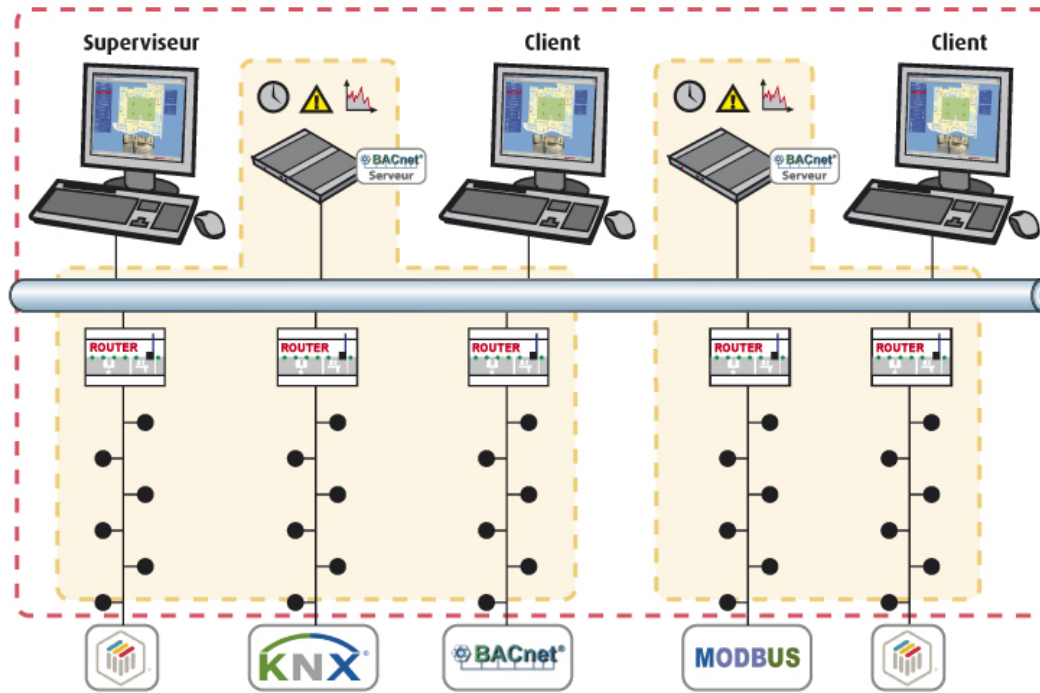 Superviseur
Client
Client
BACnet®
Serveur
BACnet®
Serveur
ROUTER
ROUTER
ROUTER
ROUTER
ROUTER
KNX®
BACnet®
MODBUS